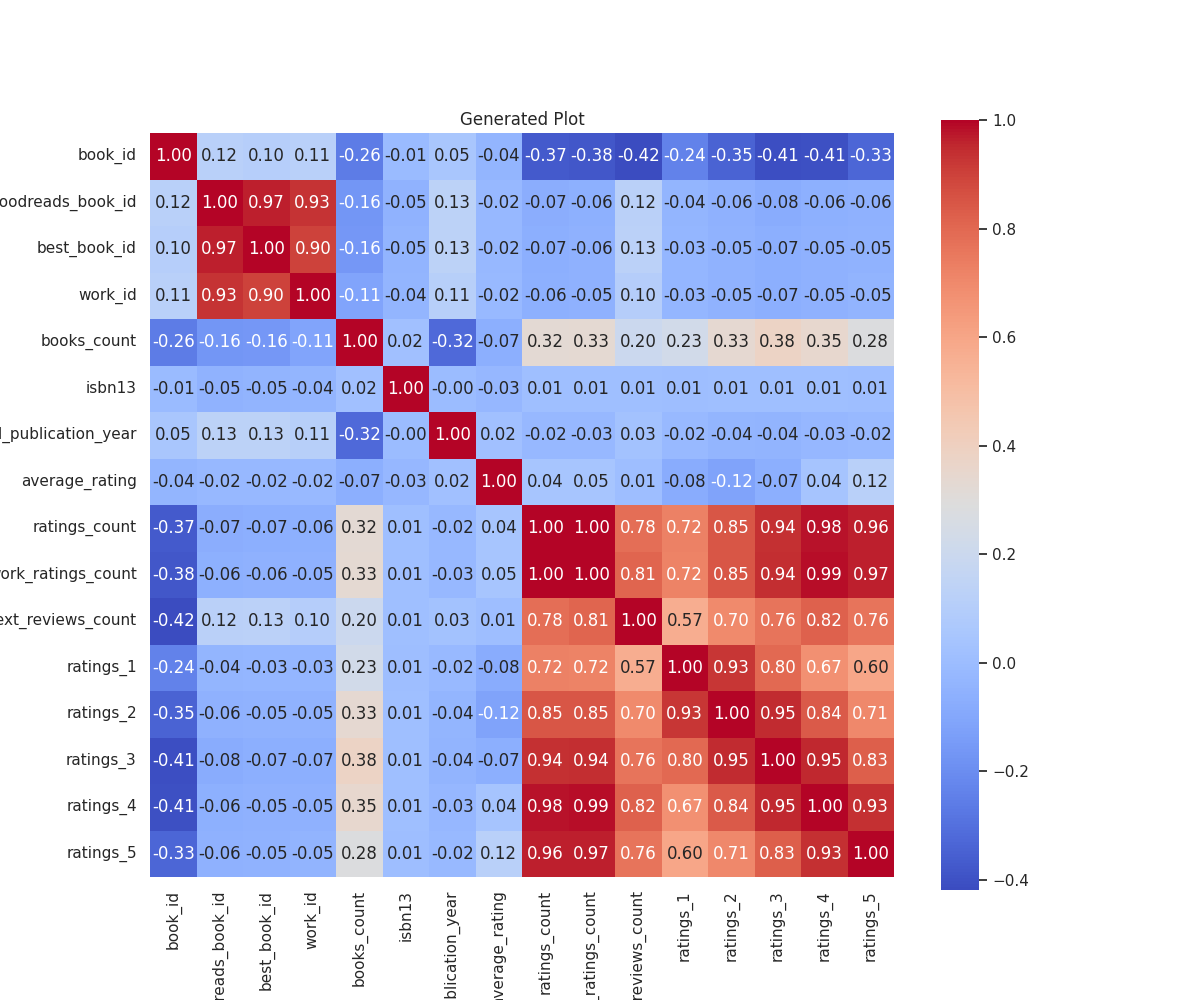 Generated Plot
book_id 1.00 0.12 0.10 0.11 -0.26 -0.01 0.05 -0.04 -0.37 -0.38 -0.42 -0.24 -0.35 -0.41 -0.41 -0.33
oodreads_book_id 0.12 1.00 0.97 0.93 -0.16 -0.05 0.13 -0.02 -0.07 -0.06 0.12 -0.04 -0.06 -0.08 -0.06 -0.06
best_book_id 0.10 0.97 1.00 0.90 -0.16 -0.05 0.13 -0.02 -0.07 -0.06 0.13 -0.03 -0.05 -0.07 -0.05 -0.05
work_id 0.11 0.93 0.90 1.00 -0.11 -0.04 0.11 -0.02 -0.06 -0.05 0.10 -0.03 -0.05 -0.07 -0.05 -0.05
books_count -0.26 -0.16 -0.16 -0.11 1.00 0.02 -0.32 -0.07 0.32 0.33 0.20 0.23 0.33 0.38 0.35 0.28
isbn13 -0.01 -0.05 -0.05 -0.04 0.02 1.00 -0.00 -0.03 0.01 0.01 0.01 0.01 0.01 0.01 0.01 0.01
l_publication_year 0.05 0.13 0.13 0.11 -0.32 -0.00 1.00 0.02 -0.02 -0.03 0.03 -0.02 -0.04 -0.04 -0.03 -0.02
average_rating -0.04 -0.02 -0.02 -0.02 -0.07 -0.03 0.02 1.00 0.04 0.05 0.01 -0.08 -0.12 -0.07 0.04 0.12
ratings_count -0.37 -0.07 -0.07 -0.06 0.32 0.01 -0.02 0.04 1.00 1.00 0.78 0.72 0.85 0.94 0.98 0.96
ork_ratings_count -0.38 -0.06 -0.06 -0.05 0.33 0.01 -0.03 0.05 1.00 1.00 0.81 0.72 0.85 0.94 0.99 0.97
ext_reviews_count -0.42 0.12 0.13 0.10 0.20 0.01 0.03 0.01 0.78 0.81 1.00 0.57 0.70 0.76 0.82 0.76
ratings_1 -0.24 -0.04 -0.03 -0.03 0.23 0.01 -0.02 -0.08 0.72 0.72 0.57 1.00 0.93 0.80 0.67 0.60
ratings_2 -0.35 -0.06 -0.05 -0.05 0.33 0.01 -0.04 -0.12 0.85 0.85 0.70 0.93 1.00 0.95 0.84 0.71
ratings_3 -0.41 -0.08 -0.07 -0.07 0.38 0.01 -0.04 -0.07 0.94 0.94 0.76 0.80 0.95 1.00 0.95 0.83
ratings_4 -0.41 -0.06 -0.05 -0.05 0.35 0.01 -0.03 0.04 0.98 0.99 0.82 0.67 0.84 0.95 1.00 0.93
ratings_5 -0.33 -0.06 -0.05 -0.05 0.28 0.01 -0.02 0.12 0.96 0.97 0.76 0.60 0.71 0.83 0.93 1.00
book_id
reads_book_id
best_book_id
work_id
books_count
isbn13
blication_year
average_rating
ratings_count
_ratings_count
reviews_count
ratings_1
ratings_2
ratings_3
ratings_4
ratings_5
1.0
0.8
0.6
0.4
0.2
0.0
−0.2
−0.4